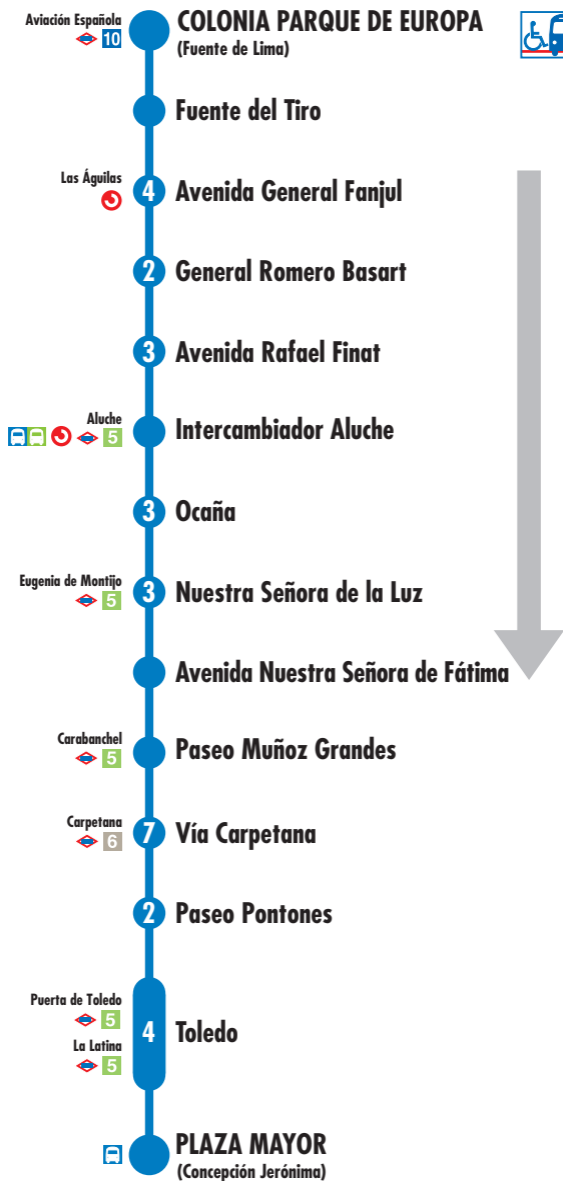 Aviación Española
10
COLONIA PARQUE DE EUROPA
(Fuente de Lima)
Fuente del Tiro
Las Águilas
4 Avenida General Fanjul
2 General Romero Basart
3 Avenida Rafael Finat
Aluche
5
Intercambiador Aluche
3 Ocaña
Eugenia de Montijo
5
3 Nuestra Señora de la Luz
Avenida Nuestra Señora de Fátima
Carabanchel
5
Paseo Muñoz Grandes
Carpetana
6
7 Vía Carpetana
2 Paseo Pontones
Puerta de Toledo
5
La Latina
5
4 Toledo
PLAZA MAYOR
(Concepción Jerónima)